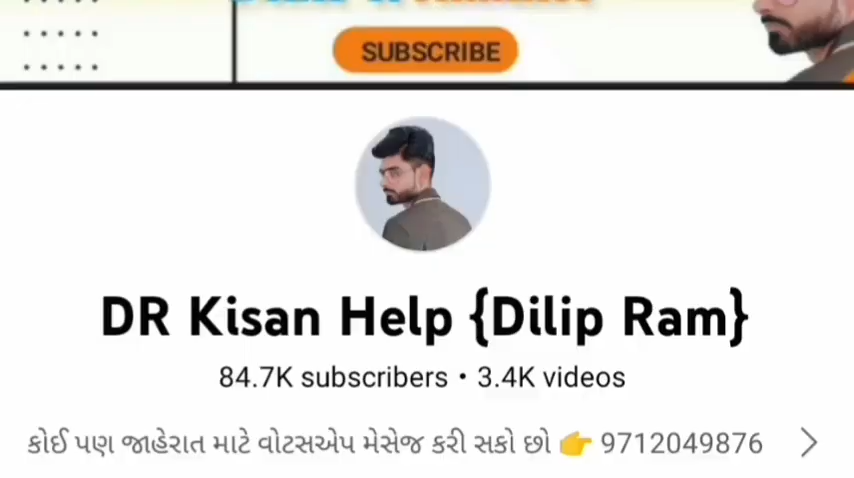 SUBSCRIBE
DR Kisan Help {Dilip Ram}
84.7K subscribers • 3.4K videos
કોઈ પણ જાહેરાત માટે વોટસએપ મેસેજ કરી સકો છો 👉 9712049876